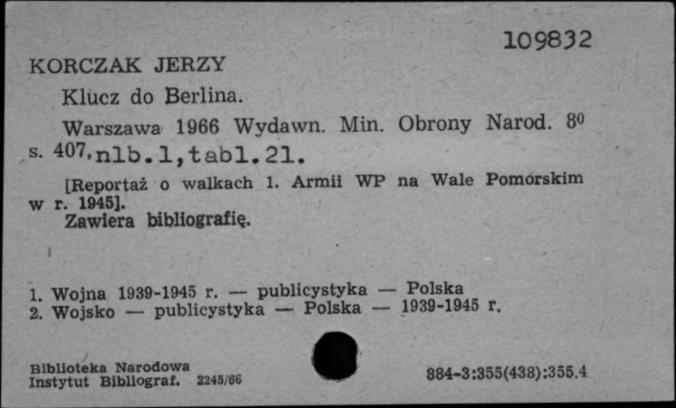 109832
KORCZAK JERZY
Klucz do Berlina.
Warszawa 1966 Wydawn. Min. Obrony Narod. 8⁰
s. 407, nlb.1, tabl.21.
[Reportaż o walkach 1. Armii WP na Wale Pomorskim
w r. 1945].
Zawiera bibliografię.
1. Wojna 1939-1945 r. — publicystyka — Polska
2. Wojsko — publicystyka — Polska — 1939-1945 r.
Biblioteka Narodowa
Instytut Bibliograf. 2245/66
884-3:355(438):355.4